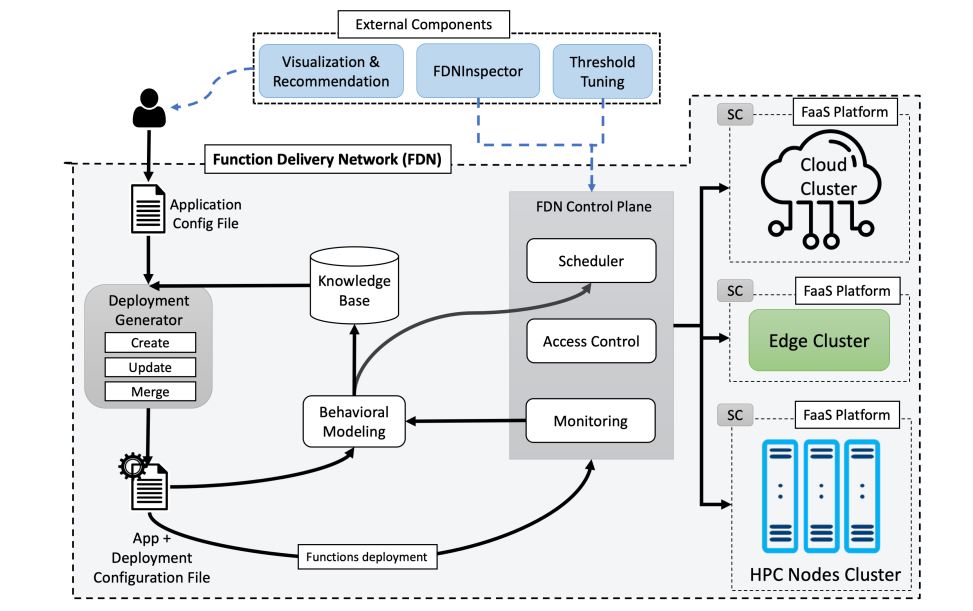 External Components
Visualization &
Recommendation
FDNInspector
Threshold
Tuning
Function Delivery Network (FDN)
Application
Config File
Deployment
Generator
Create
Update
Merge
App +
Deployment
Configuration File
Knowledge
Base
Behavioral
Modeling
Functions deployment
FDN Control Plane
Scheduler
Access Control
Monitoring
SC
FaaS Platform
Cloud
Cluster
SC
FaaS Platform
Edge Cluster
SC
FaaS Platform
HPC Nodes Cluster